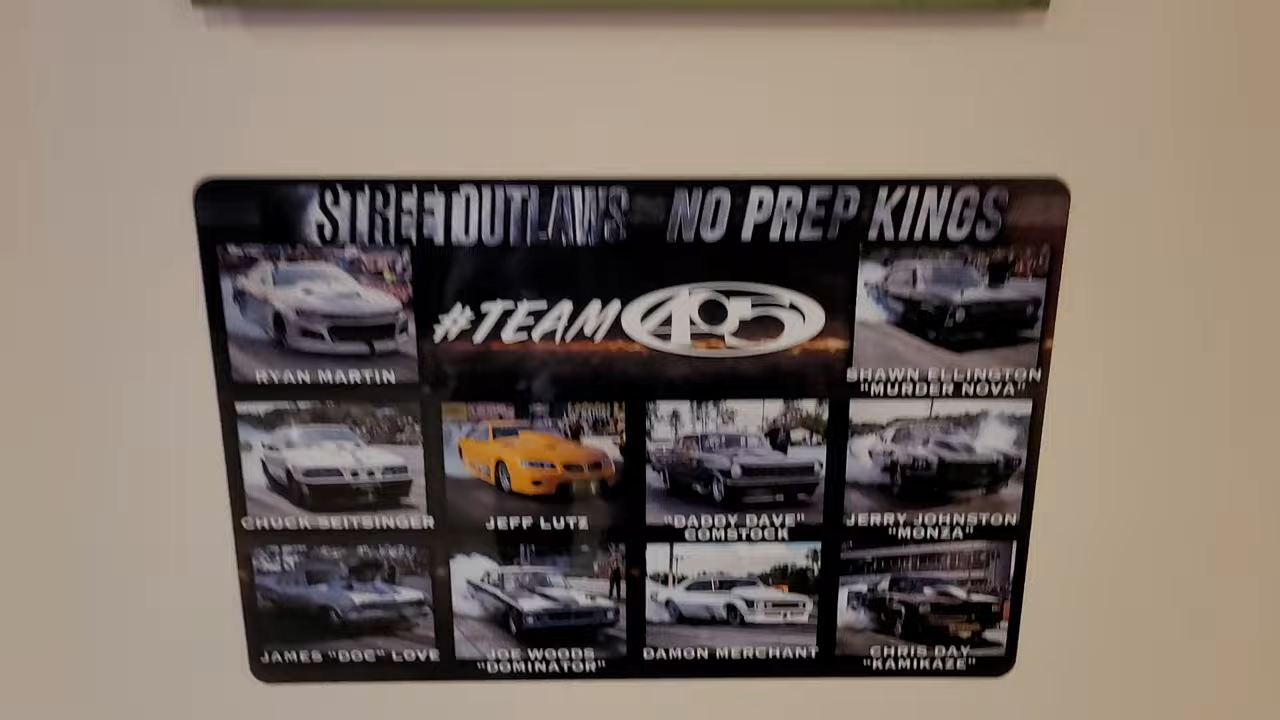 STREET OUTLAWS NO PREP KINGS
#TEAM 405
RYAN MARTIN
SHAWN ELLINGTON
"MURDER NOVA"
CHUCK SEITSINGER
JEFF LUTZ
"DADDY DAVE"
COMSTOCK
JERRY JOHNSTON
"MONZA"
JAMES "DOC" LOVE
JOE WOODS
"DOMINATOR"
DAMON MERCHANT
CHRIS DAY
"KAMIKAZE"